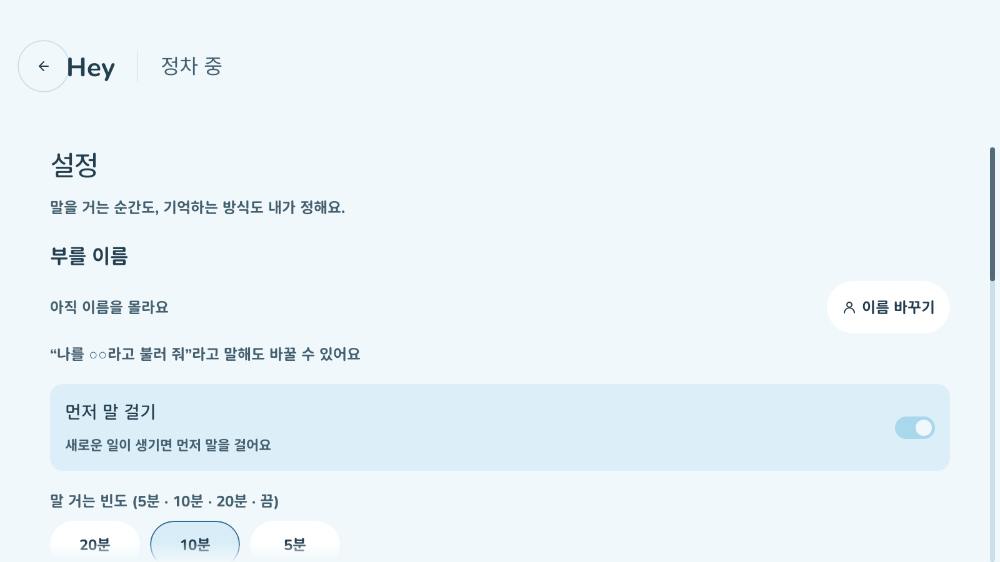 Hey
정차 중
설정
말을 거는 순간도, 기억하는 방식도 내가 정해요.
부를 이름
아직 이름을 몰라요
이름 바꾸기
“나를 ○○라고 불러 줘”라고 말해도 바꿀 수 있어요
먼저 말 걸기
새로운 일이 생기면 먼저 말을 걸어요
말 거는 빈도 (5분 · 10분 · 20분 · 끔)
20분
10분
5분